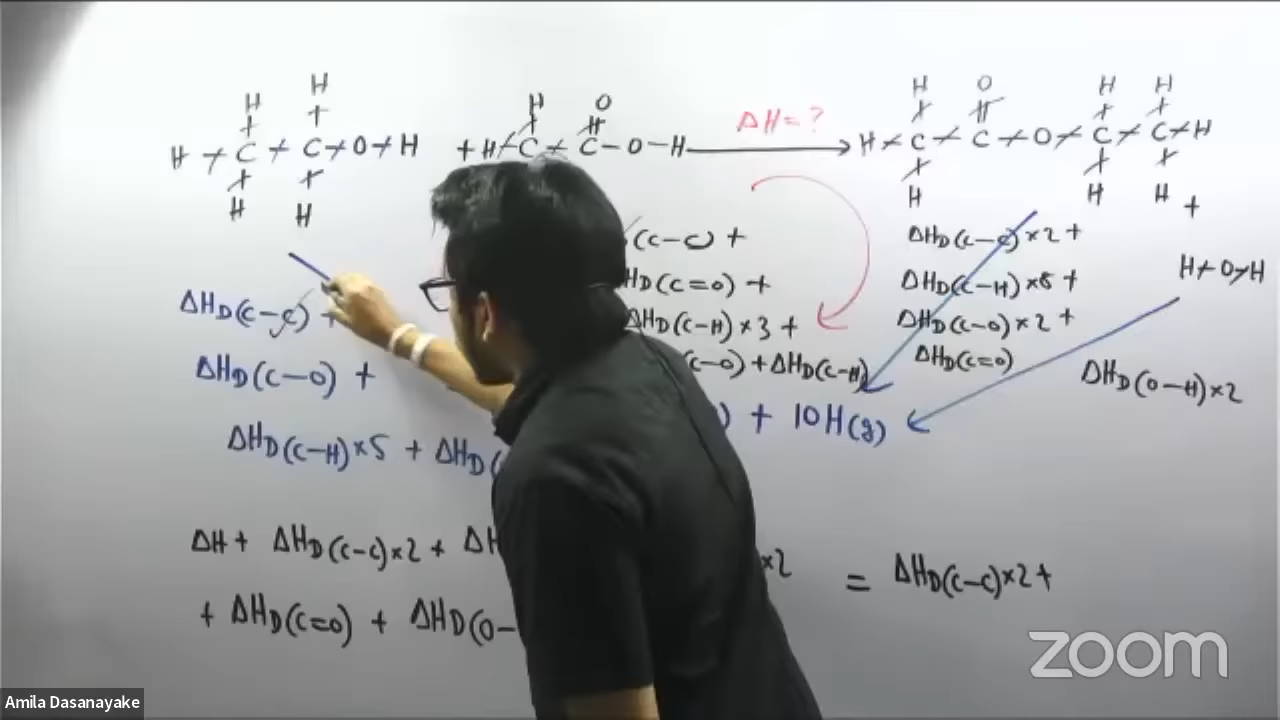 H H H O H O H H
H C C O H + H C C O H ΔH = ? H C C O C C H
H H H H H +
(C-C) + ΔHD(C-C)×2 +
H-O-H
HD(C=O) + ΔHD(C-H)×8 +
ΔHD(C-C) + ΔHD(C-H)×3 + ΔHD(C-O)×2 +
ΔHD(C-O) + (C-O) + ΔHD(C-H) ΔHD(C=O) ΔHD(O-H)×2
) + 10H(g)
ΔHD(C-H)×5 + ΔHD(
ΔH + ΔHD(C-C)×2 + ΔH ×2 = ΔHD(C-C)×2 +
+ ΔHD(C=O) + ΔHD(O-
zoom
Amila Dasanayake